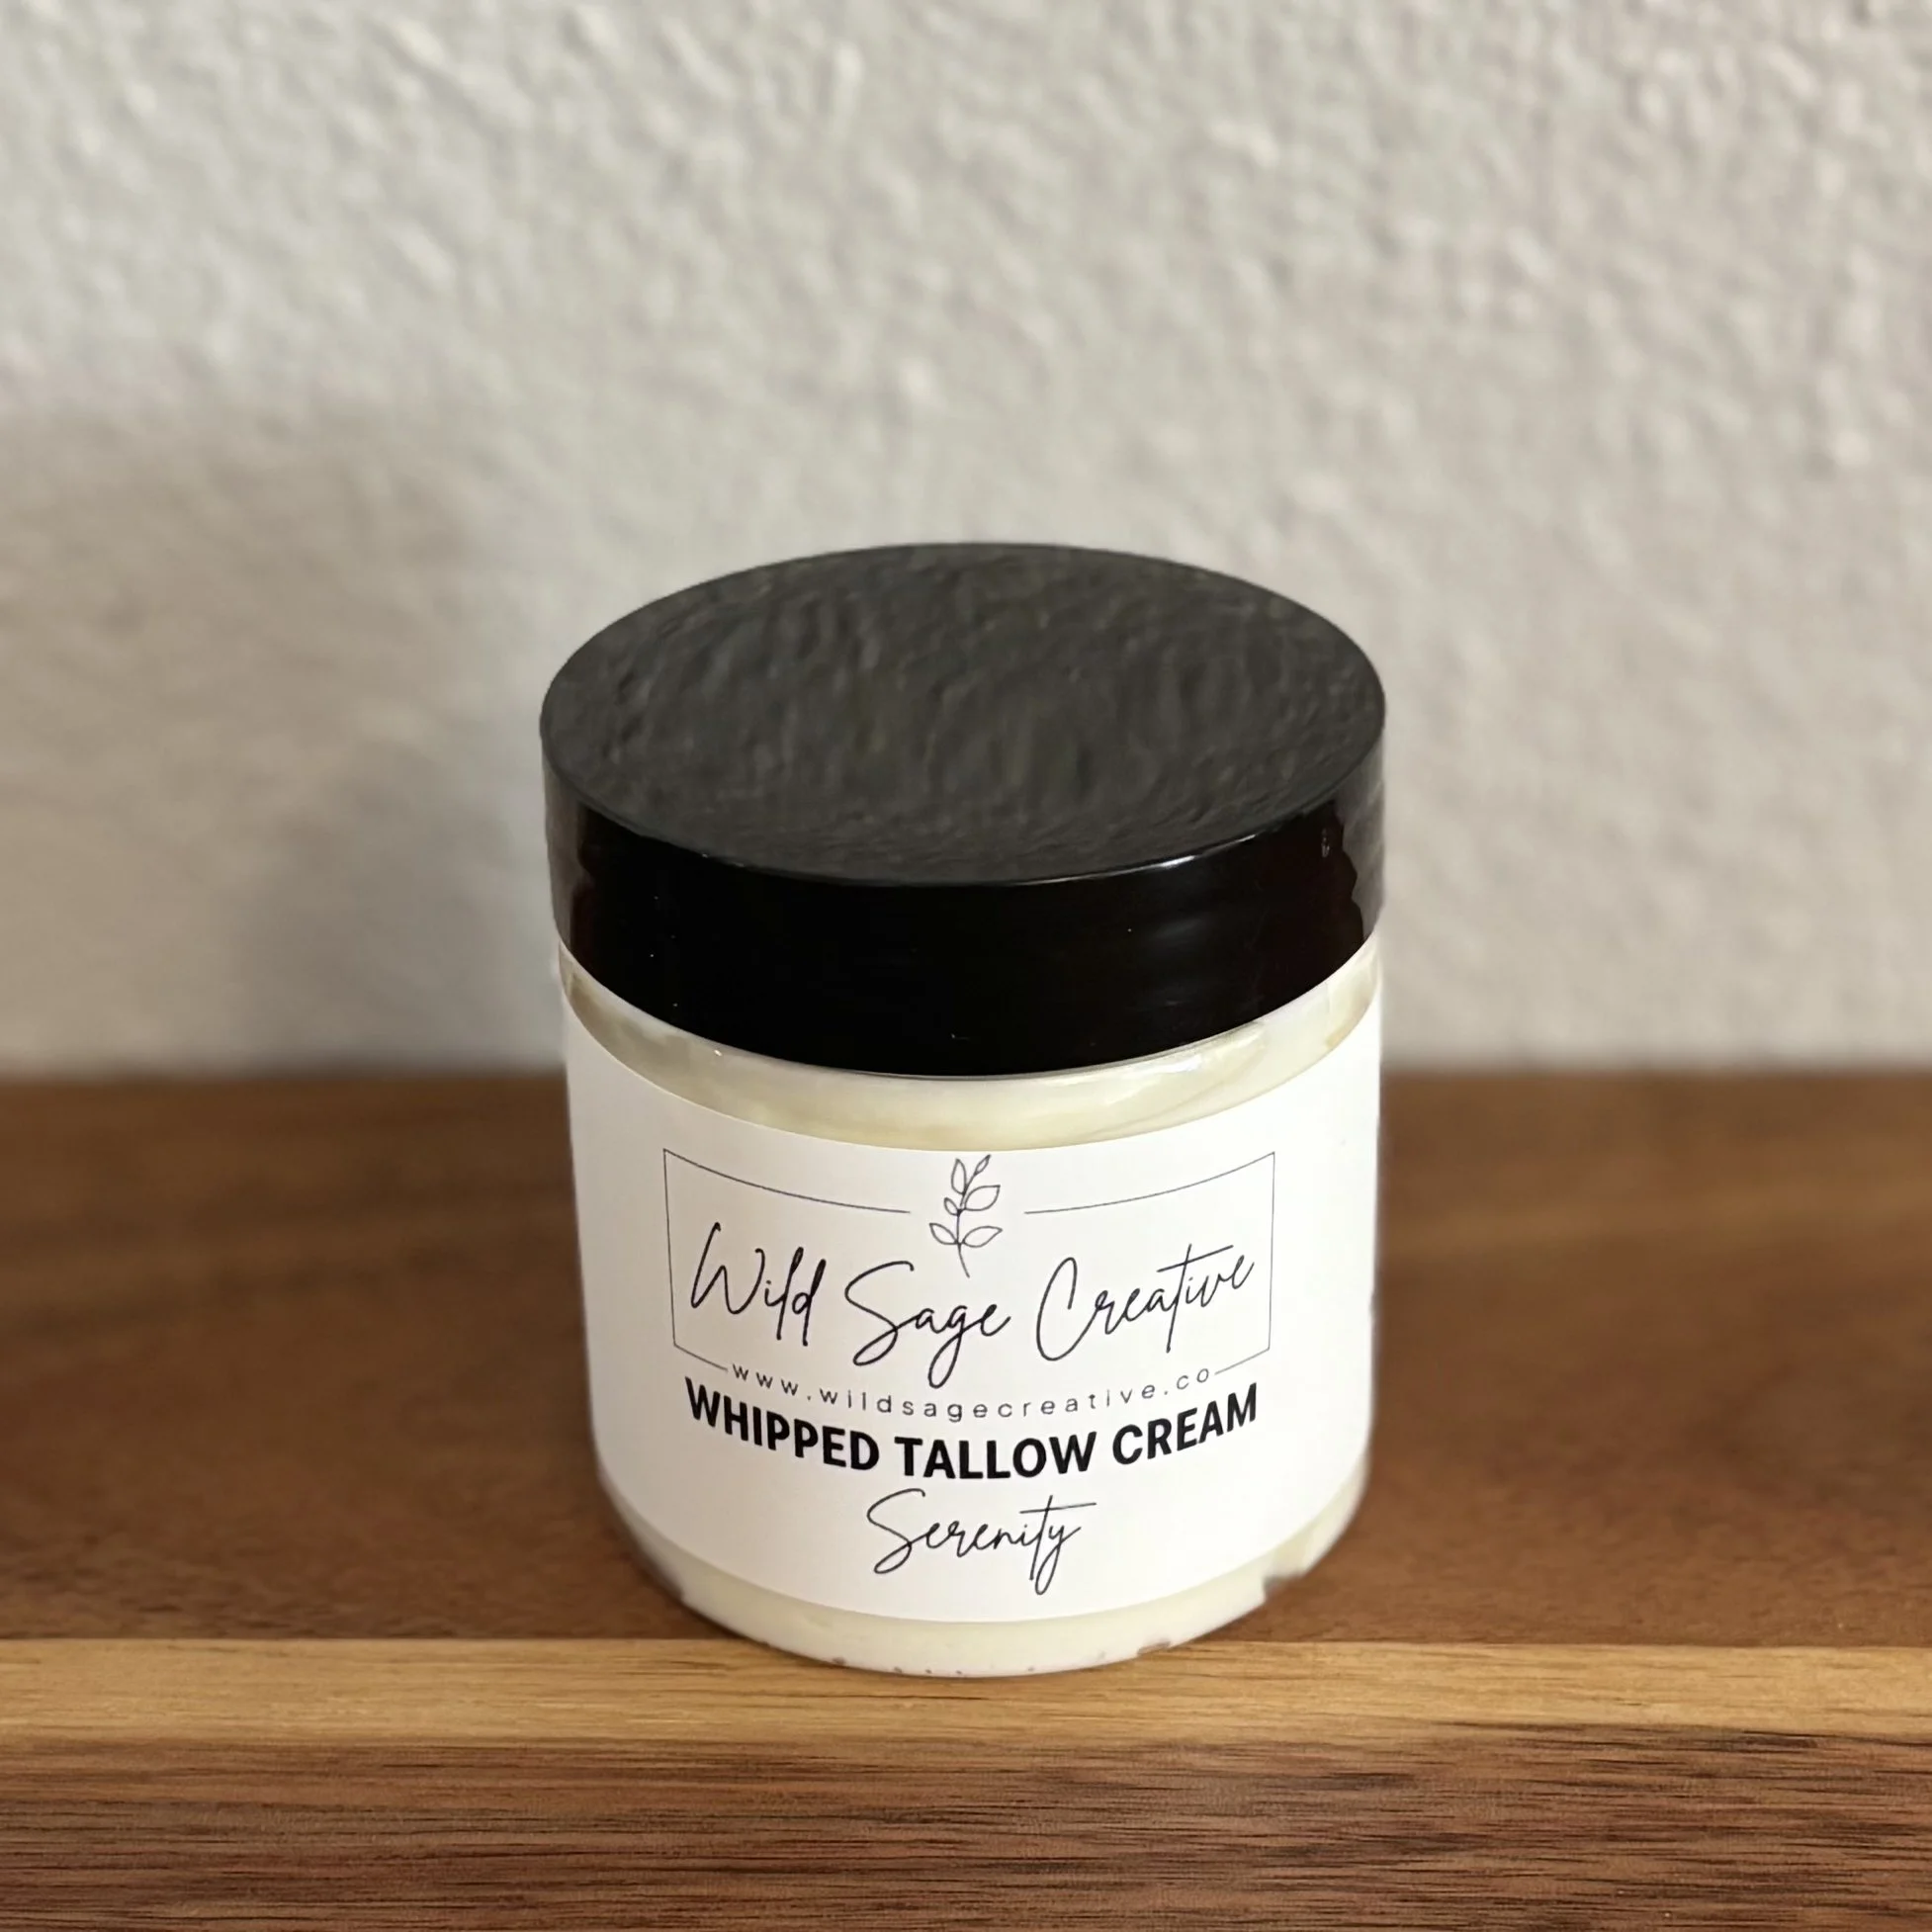 Wild Sage Creative
www.wildsagecreative.co
WHIPPED TALLOW CREAM
Serenity